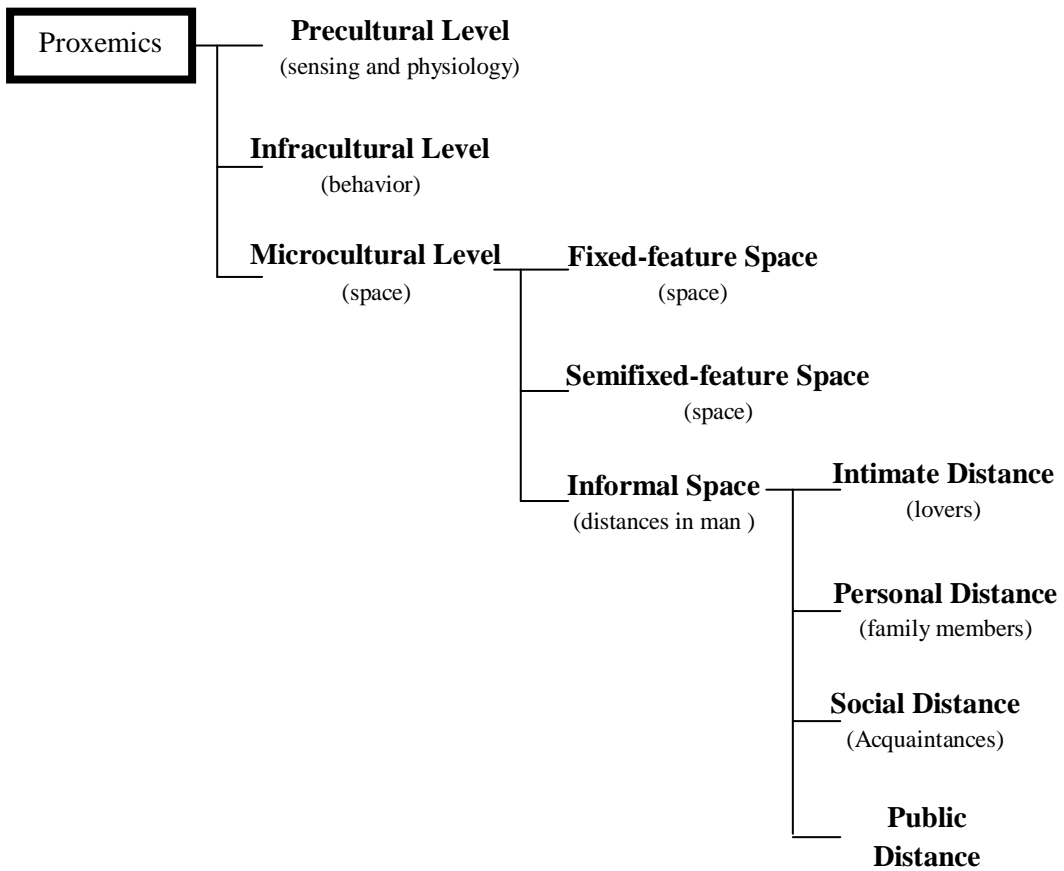 Proxemics
Precultural Level
(sensing and physiology)
Infracultural Level
(behavior)
Microcultural Level
(space)
Fixed-feature Space
(space)
Semifixed-feature Space
(space)
Informal Space
(distances in man )
Intimate Distance
(lovers)
Personal Distance
(family members)
Social Distance
(Acquaintances)
Public
Distance